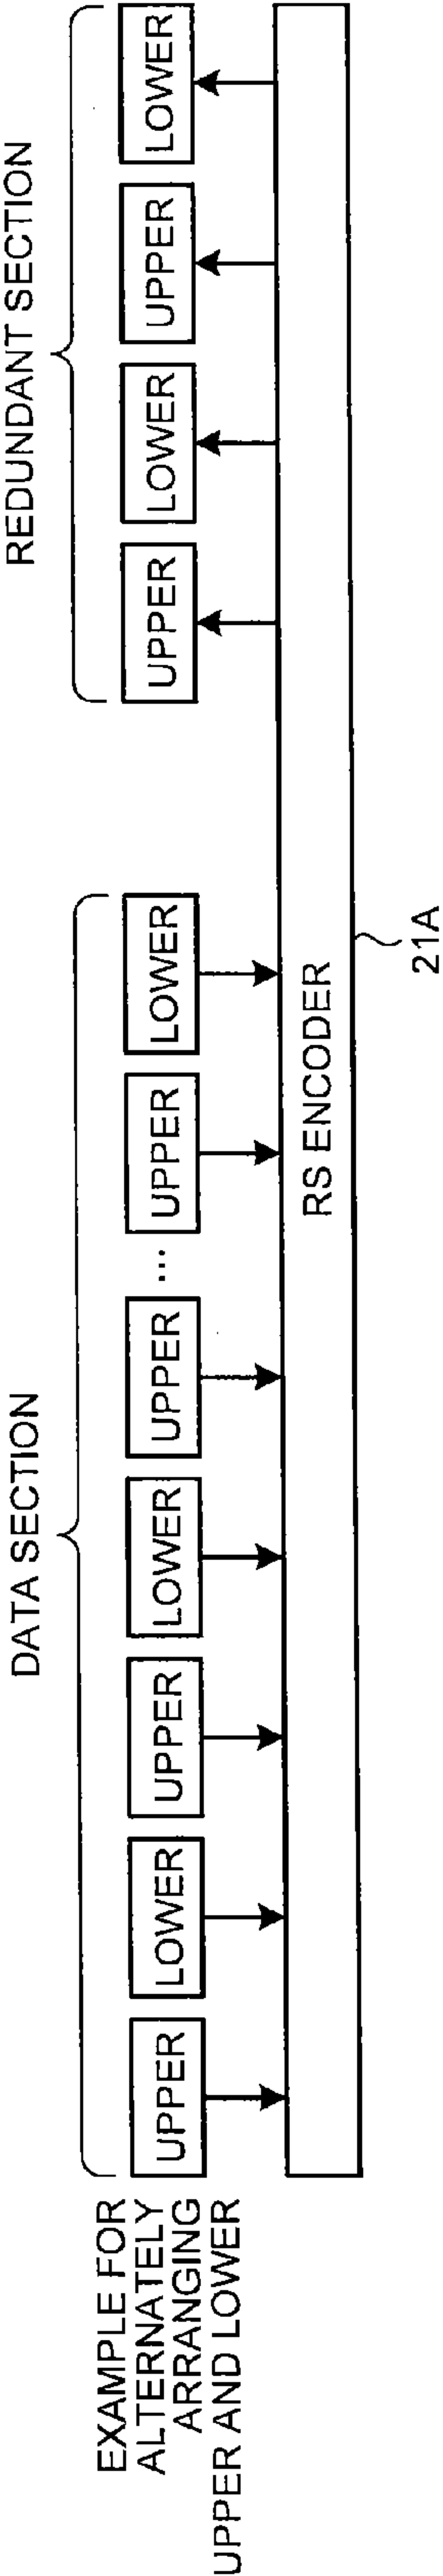 EXAMPLE FOR
ALTERNATELY
ARRANGING
UPPER AND LOWER
DATA SECTION
REDUNDANT SECTION
UPPER
LOWER
UPPER
LOWER
UPPER
...
UPPER
LOWER
UPPER
LOWER
UPPER
LOWER
RS ENCODER
21A